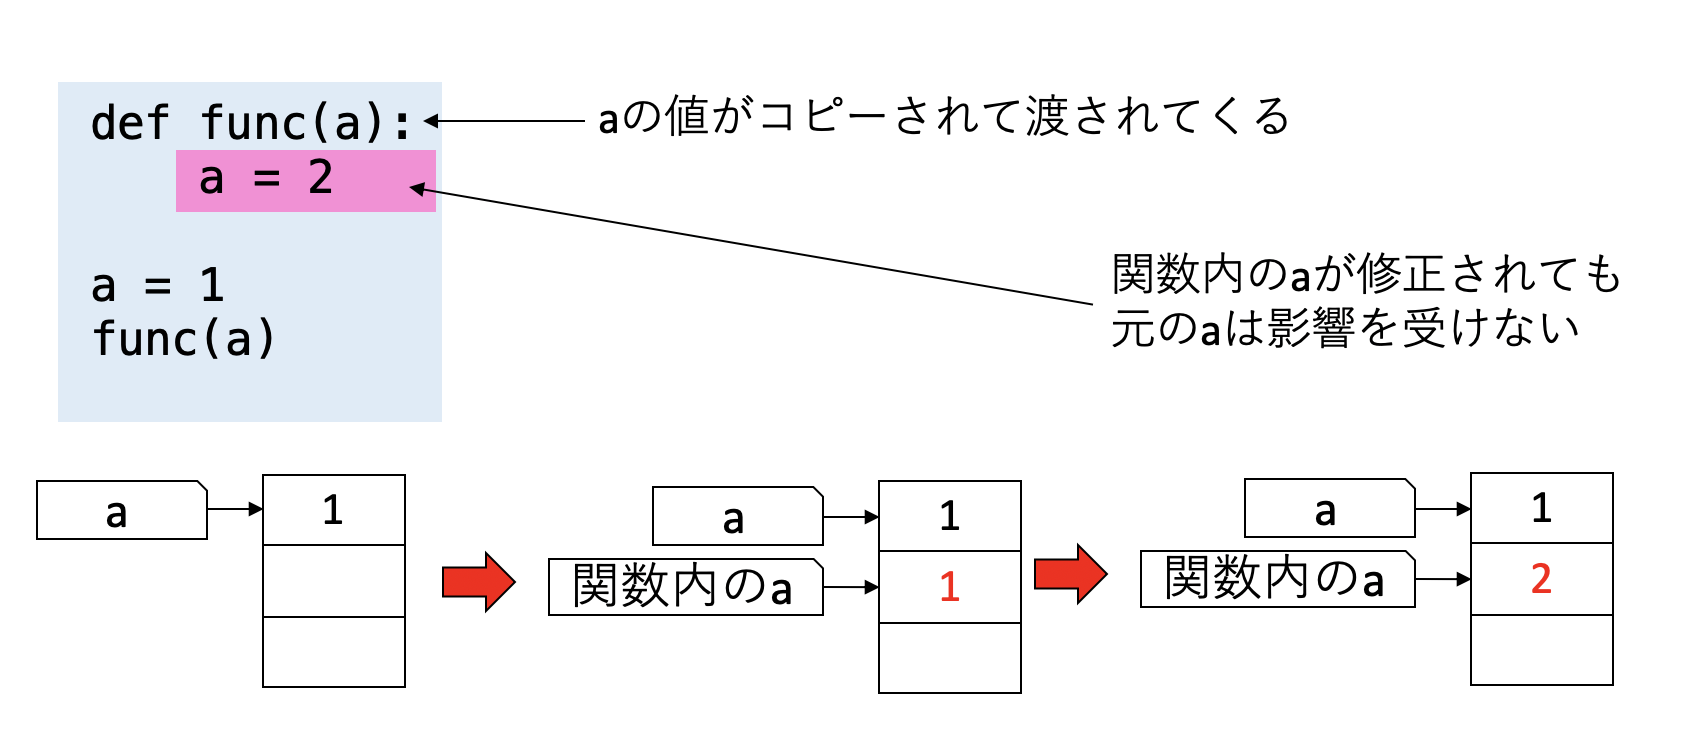 def func(a):
    a = 2
a = 1
func(a)
aの値がコピーされて渡されてくる
関数内のaが修正されても
元のaは影響を受けない
a
1
a
関数内のa
1
1
a
関数内のa
1
2